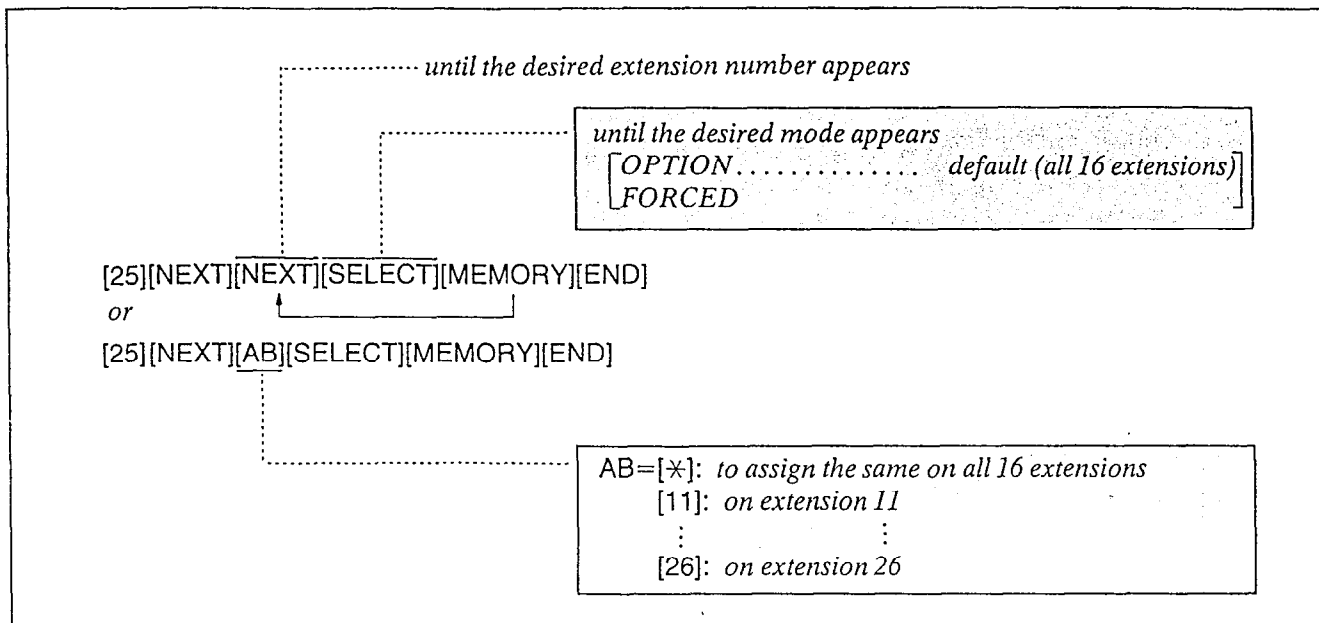 until the desired extension number appears
until the desired mode appears
OPTION.............. default (all 16 extensions)
FORCED
[25][NEXT][NEXT][SELECT][MEMORY][END]
or
[25][NEXT][AB][SELECT][MEMORY][END]
AB=[✳]: to assign the same on all 16 extensions
[11]: on extension 11
⋮ ⋮
[26]: on extension 26